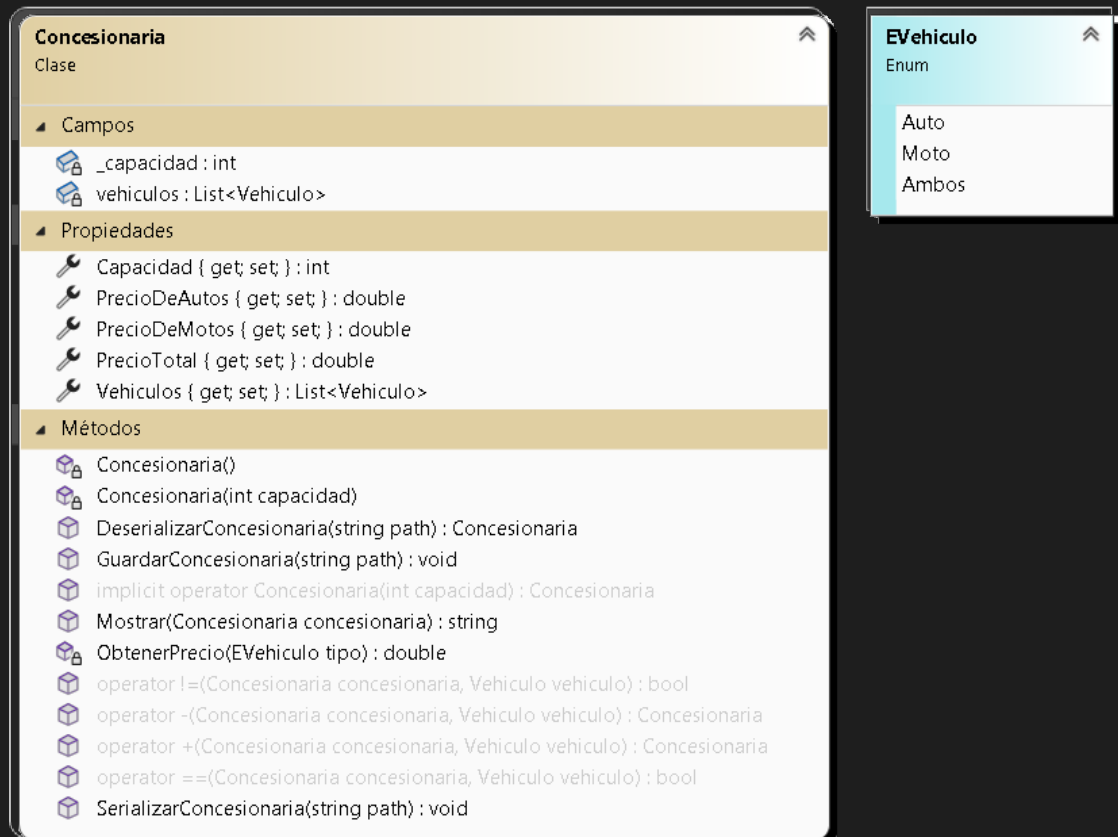 Concesionaria
Clase
Campos
_capacidad : int
vehiculos : List<Vehiculo>
Propiedades
Capacidad { get; set; } : int
PrecioDeAutos { get; set; } : double
PrecioDeMotos { get; set; } : double
PrecioTotal { get; set; } : double
Vehiculos { get; set; } : List<Vehiculo>
Métodos
Concesionaria()
Concesionaria(int capacidad)
DeserializarConcesionaria(string path) : Concesionaria
GuardarConcesionaria(string path) : void
implicit operator Concesionaria(int capacidad) : Concesionaria
Mostrar(Concesionaria concesionaria) : string
ObtenerPrecio(EVehiculo tipo) : double
operator !=(Concesionaria concesionaria, Vehiculo vehiculo) : bool
operator -(Concesionaria concesionaria, Vehiculo vehiculo) : Concesionaria
operator +(Concesionaria concesionaria, Vehiculo vehiculo) : Concesionaria
operator ==(Concesionaria concesionaria, Vehiculo vehiculo) : bool
SerializarConcesionaria(string path) : void
EVehiculo
Enum
Auto
Moto
Ambos